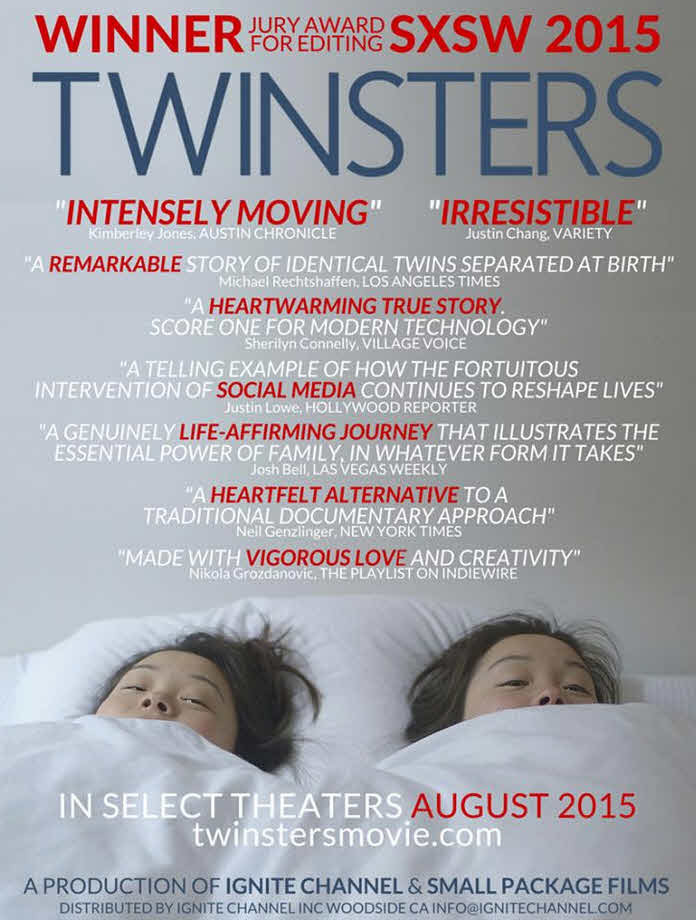 WINNER JURY AWARD FOR EDITING SXSW 2015
TWINSTERS
"INTENSELY MOVING"
Kimberley Jones, AUSTIN CHRONICLE
"IRRESISTIBLE"
Justin Chang, VARIETY
"A REMARKABLE STORY OF IDENTICAL TWINS SEPARATED AT BIRTH"
Michael Rechtshaffen, LOS ANGELES TIMES
"A HEARTWARMING TRUE STORY.
SCORE ONE FOR MODERN TECHNOLOGY"
Sherilyn Connelly, VILLAGE VOICE
"A TELLING EXAMPLE OF HOW THE FORTUITOUS
INTERVENTION OF SOCIAL MEDIA CONTINUES TO RESHAPE LIVES"
Justin Lowe, HOLLYWOOD REPORTER
"A GENUINELY LIFE-AFFIRMING JOURNEY THAT ILLUSTRATES THE
ESSENTIAL POWER OF FAMILY, IN WHATEVER FORM IT TAKES"
Josh Bell, LAS VEGAS WEEKLY
"A HEARTFELT ALTERNATIVE TO A
TRADITIONAL DOCUMENTARY APPROACH"
Neil Genzlinger, NEW YORK TIMES
"MADE WITH VIGOROUS LOVE AND CREATIVITY"
Nikola Grozdanovic, THE PLAYLIST ON INDIEWIRE
IN SELECT THEATERS AUGUST 2015
twinstersmovie.com
A PRODUCTION OF IGNITE CHANNEL & SMALL PACKAGE FILMS
DISTRIBUTED BY IGNITE CHANNEL INC WOODSIDE CA INFO@IGNITECHANNEL.COM